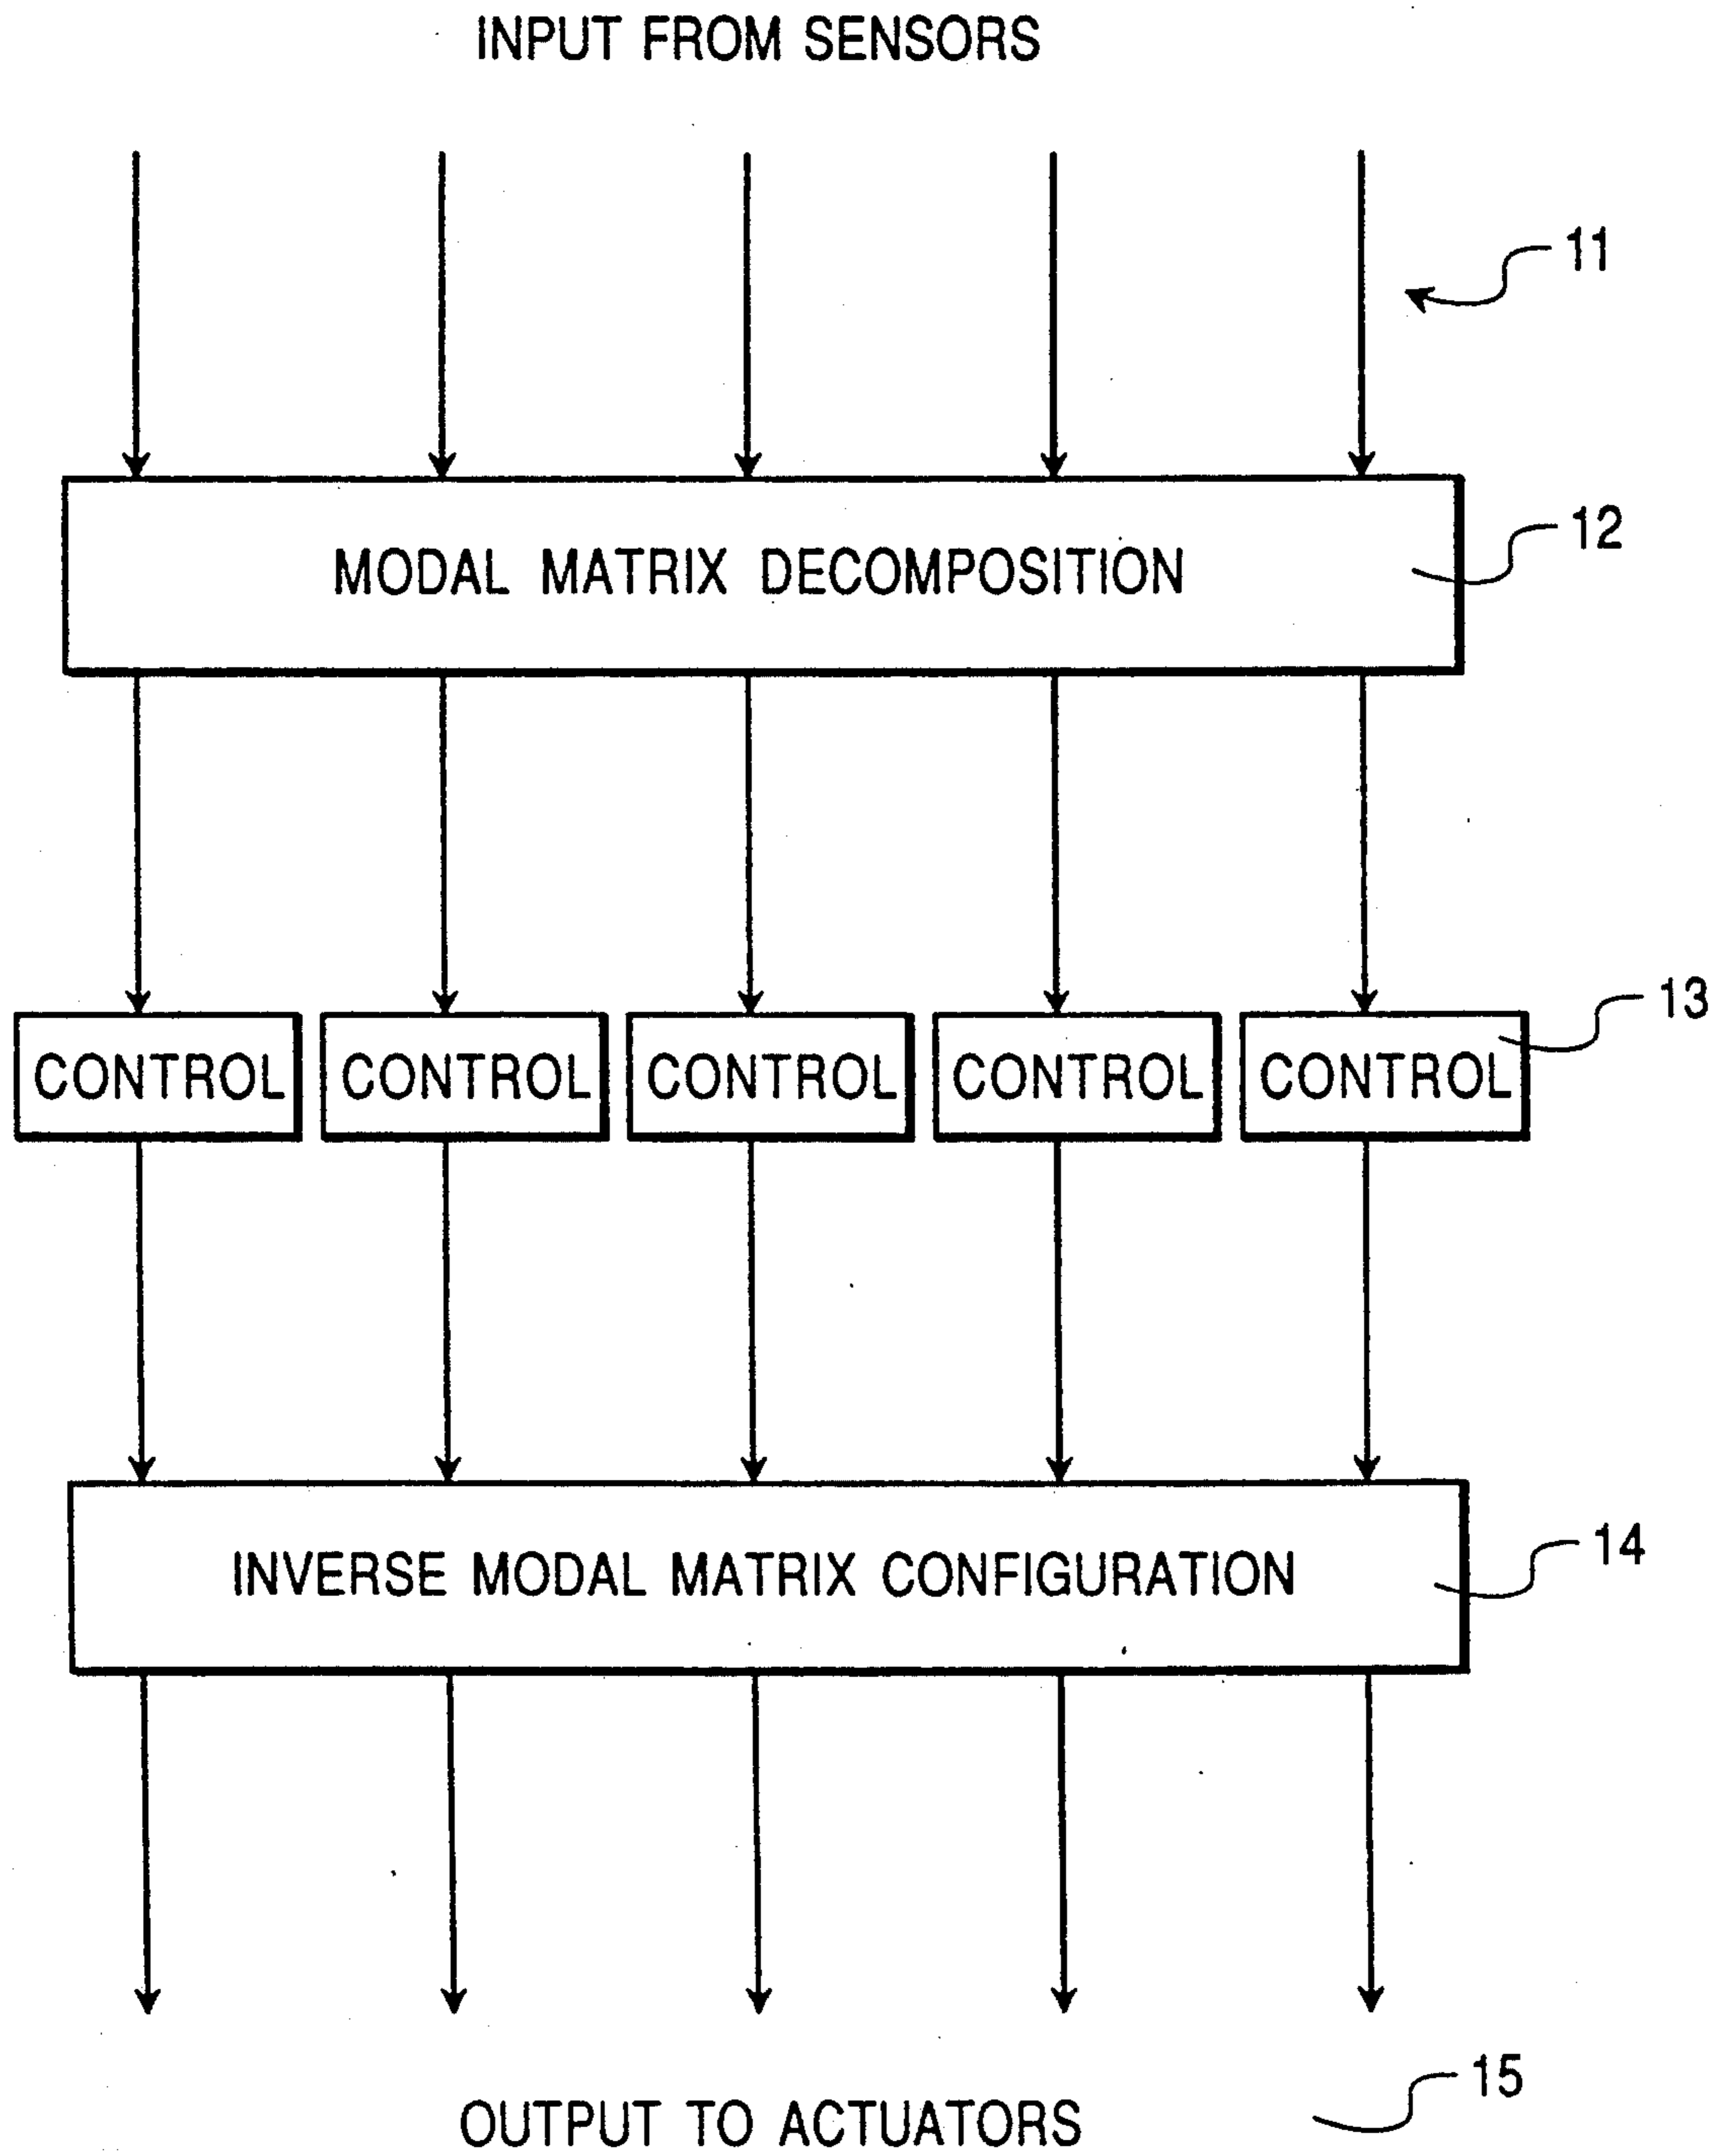 INPUT FROM SENSORS
11
MODAL MATRIX DECOMPOSITION
12
CONTROL CONTROL CONTROL CONTROL CONTROL
13
INVERSE MODAL MATRIX CONFIGURATION
14
15
OUTPUT TO ACTUATORS